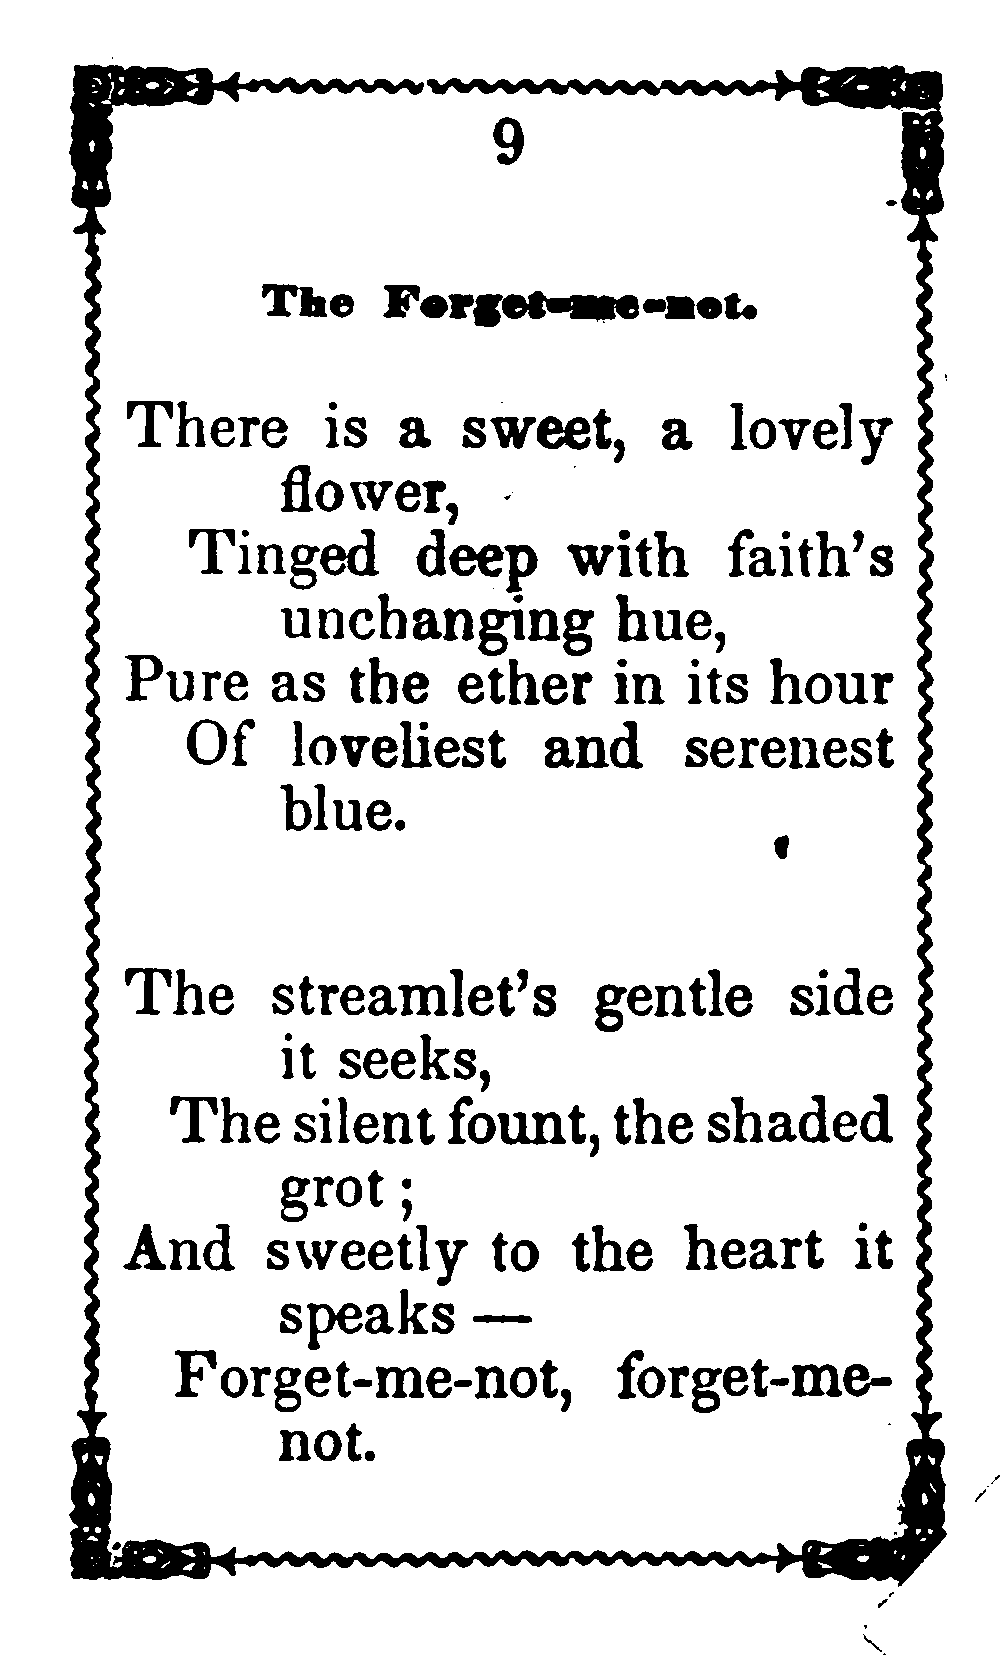 9
The Forget-me-not.
There is a sweet, a lovely
flower,
Tinged deep with faith's
unchanging hue,
Pure as the ether in its hour
Of loveliest and serenest
blue.
The streamlet's gentle side
it seeks,
The silent fount, the shaded
grot ;
And sweetly to the heart it
speaks —
Forget-me-not, forget-me-
not.